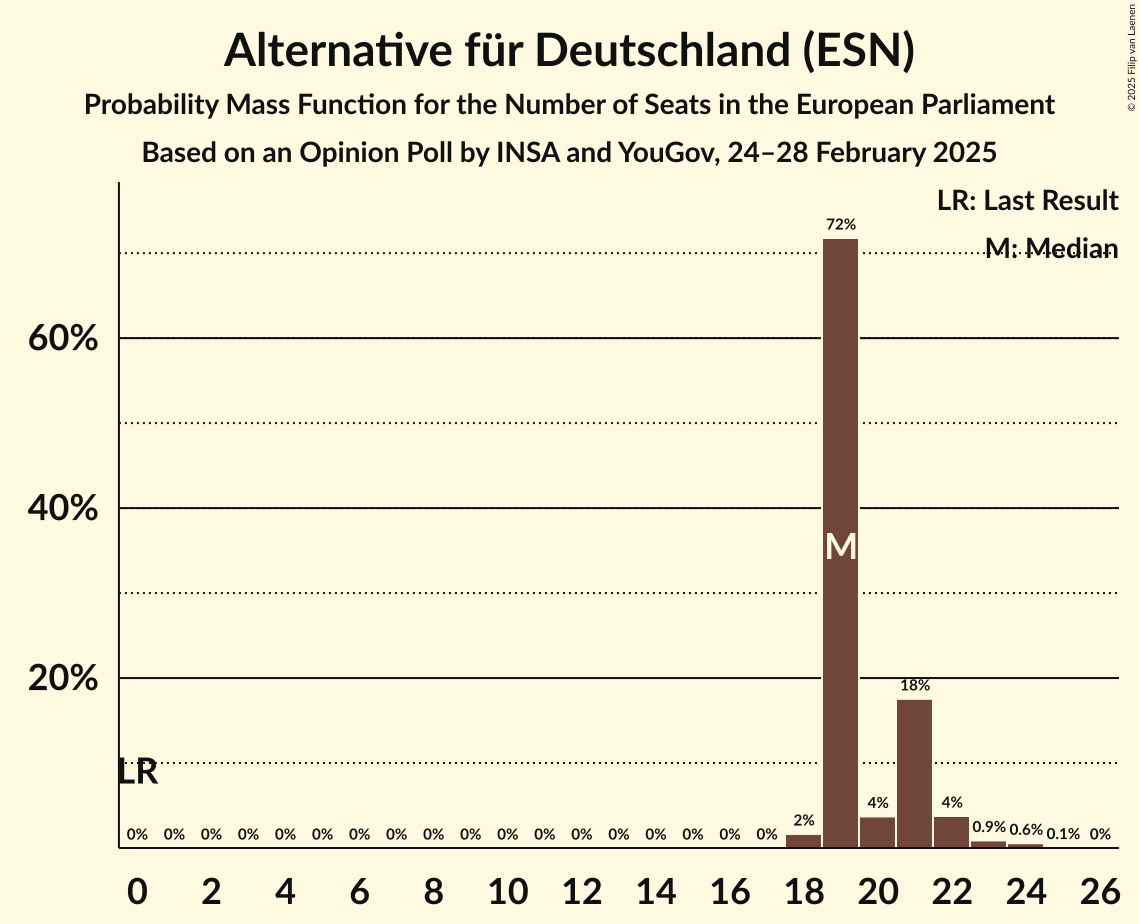 Alternative für Deutschland (ESN)
Probability Mass Function for the Number of Seats in the European Parliament
Based on an Opinion Poll by INSA and YouGov, 24–28 February 2025
© 2025 Filip van Laenen
LR: Last Result
M: Median
72%
60%
40%
M
20%
18%
LR
0% 0% 0% 0% 0% 0% 0% 0% 0% 0% 0% 0% 0% 0% 0% 0% 0% 0% 2% 4% 4% 0.9% 0.6% 0.1% 0%
0 2 4 6 8 10 12 14 16 18 20 22 24 26